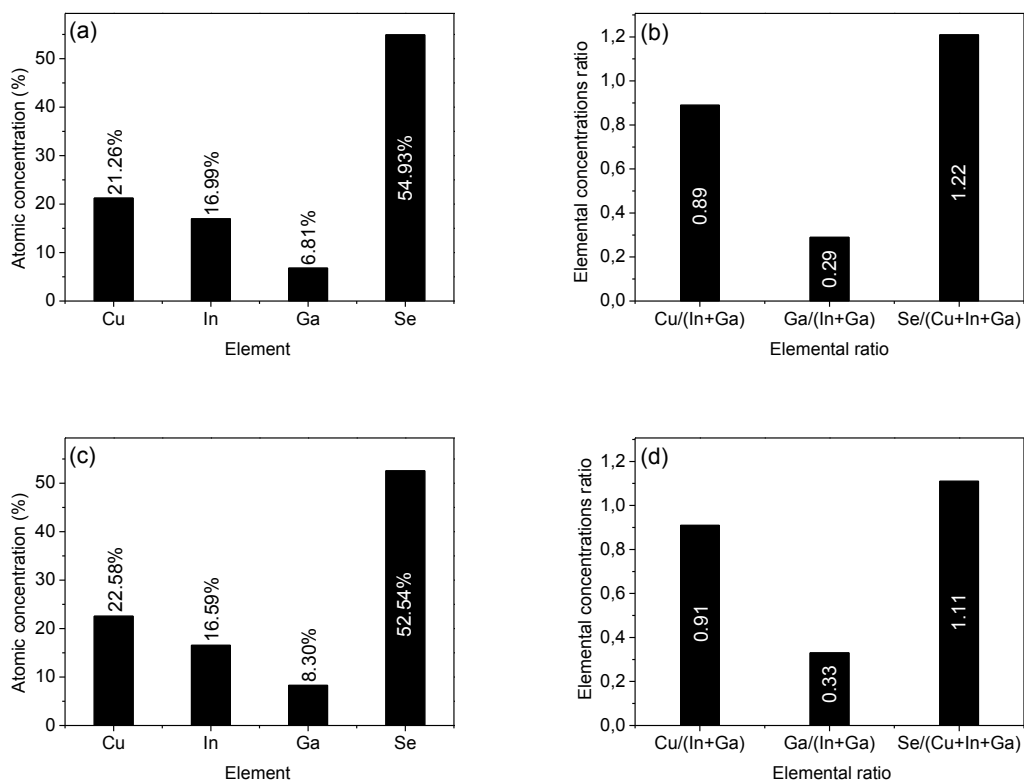 (a)
Atomic concentration (%)
50
40
30
20
10
0
21.26%
16.99%
6.81%
54.93%
Cu In Ga Se
Element
(b)
Elemental concentrations ratio
1,2
1,0
0,8
0,6
0,4
0,2
0,0
0.89
0.29
1.22
Cu/(In+Ga) Ga/(In+Ga) Se/(Cu+In+Ga)
Elemental ratio
(c)
Atomic concentration (%)
50
40
30
20
10
0
22.58%
16.59%
8.30%
52.54%
Cu In Ga Se
Element
(d)
Elemental concentrations ratio
1,2
1,0
0,8
0,6
0,4
0,2
0,0
0.91
0.33
1.11
Cu/(In+Ga) Ga/(In+Ga) Se/(Cu+In+Ga)
Elemental ratio